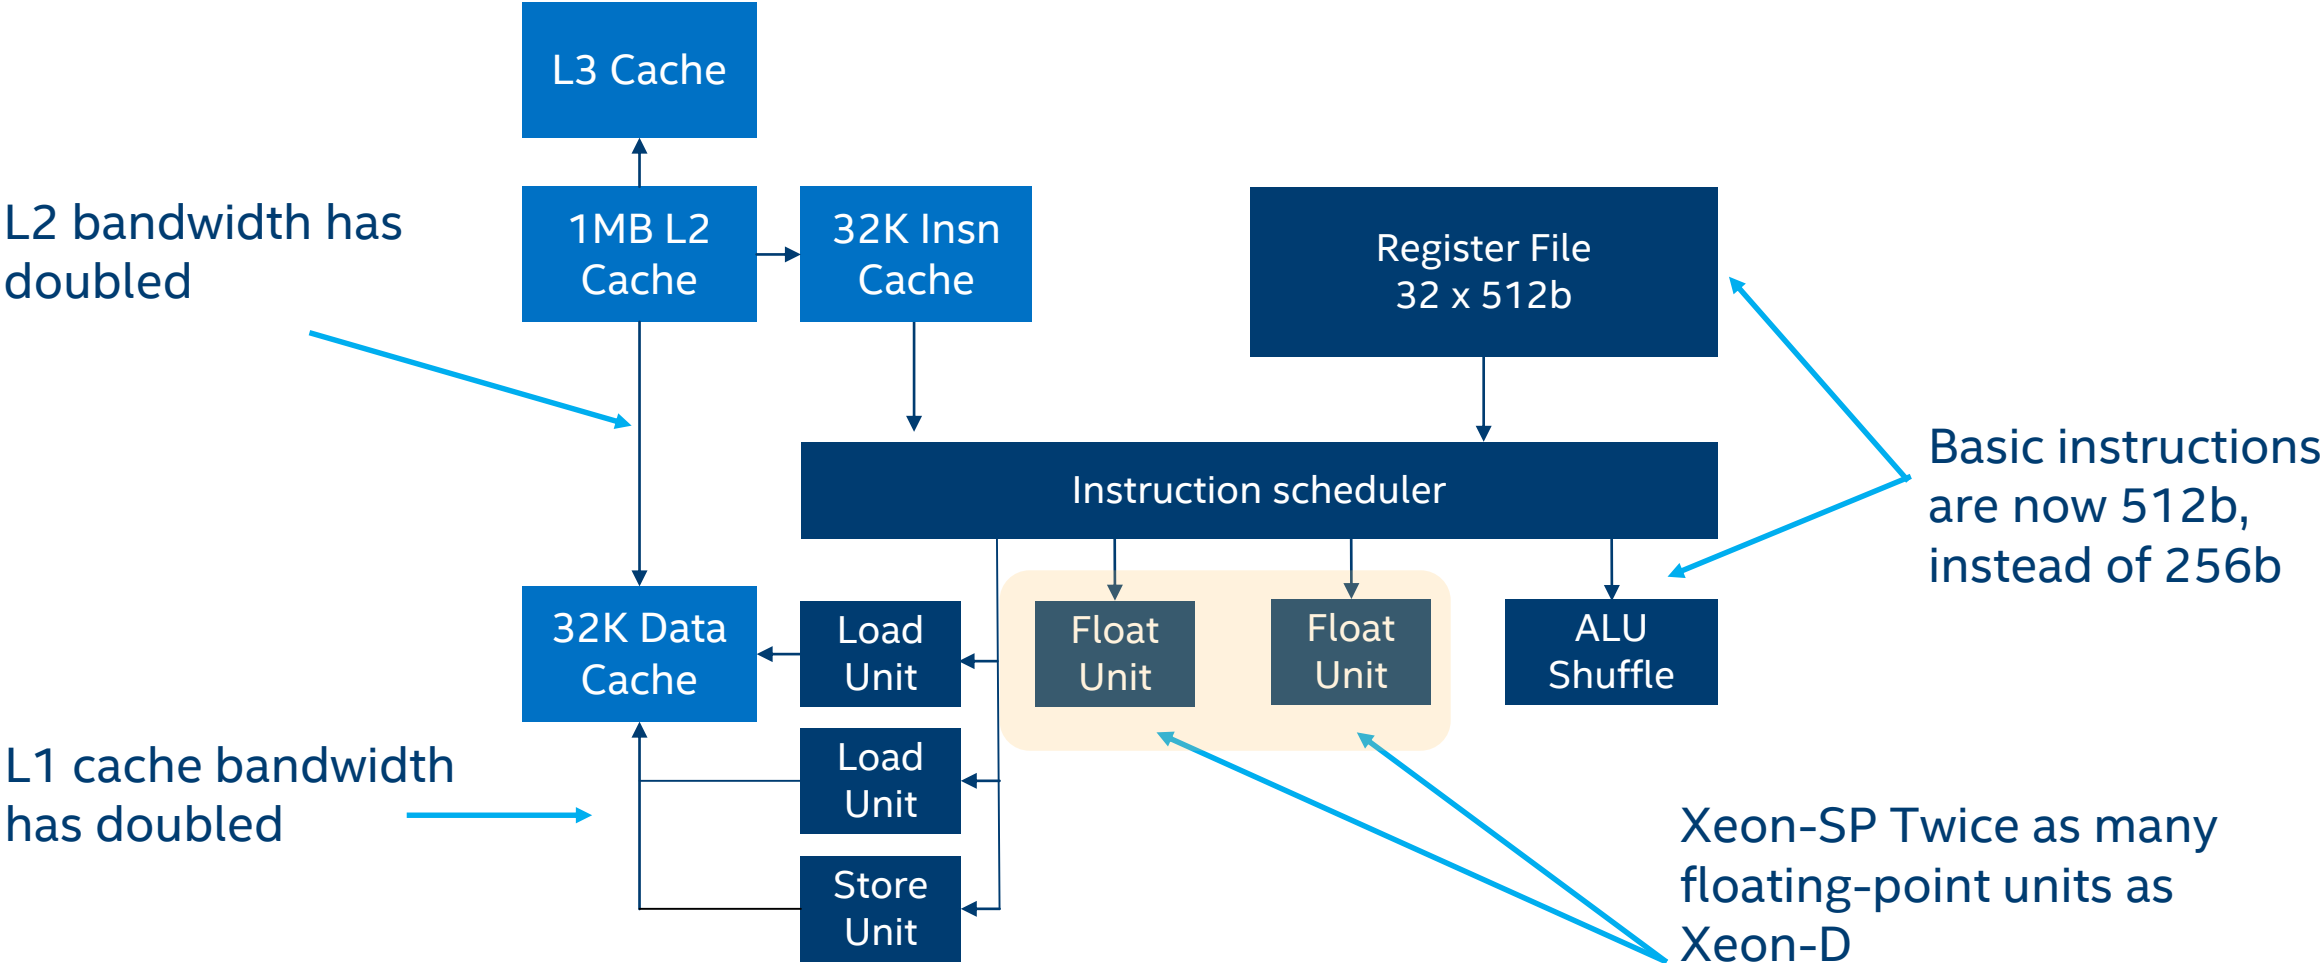 L3 Cache
L2 bandwidth has
doubled
1MB L2
Cache
32K Insn
Cache
Register File
32 x 512b
Instruction scheduler
Basic instructions
are now 512b,
instead of 256b
32K Data
Cache
Load
Unit
Float
Unit
Float
Unit
ALU
Shuffle
L1 cache bandwidth
has doubled
Load
Unit
Store
Unit
Xeon-SP Twice as many
floating-point units as
Xeon-D